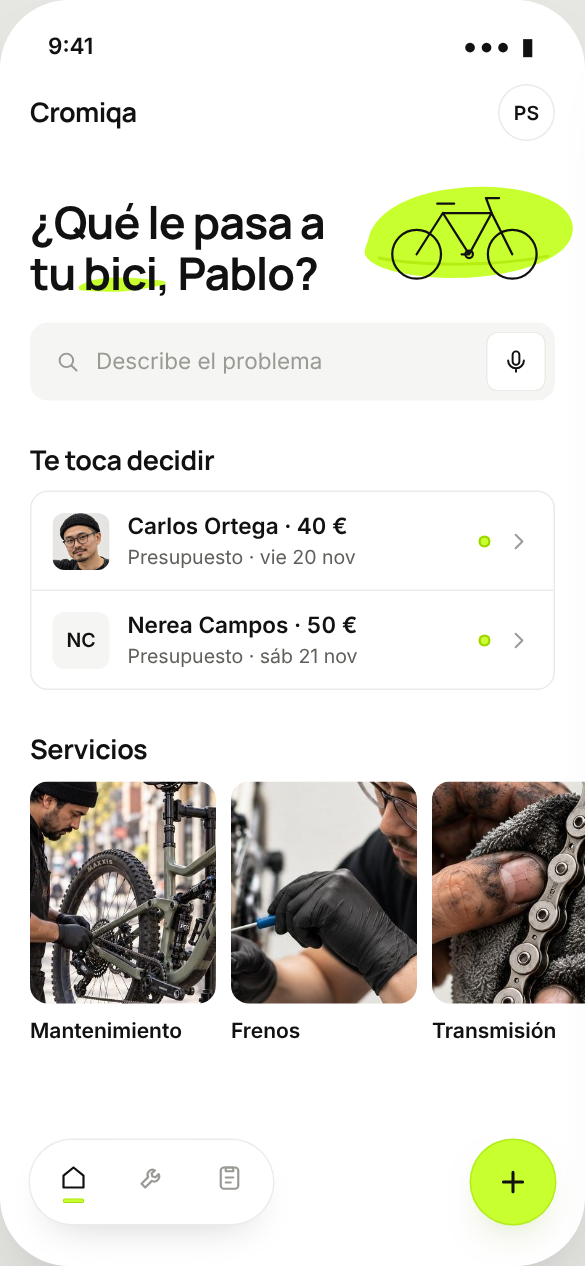 9:41
Cromiqa
PS
¿Qué le pasa a
tu bici, Pablo?
Describe el problema
Te toca decidir
Carlos Ortega · 40 €
Presupuesto · vie 20 nov
NC
Nerea Campos · 50 €
Presupuesto · sáb 21 nov
Servicios
MAXXIS
Mantenimiento
Frenos
Transmisión